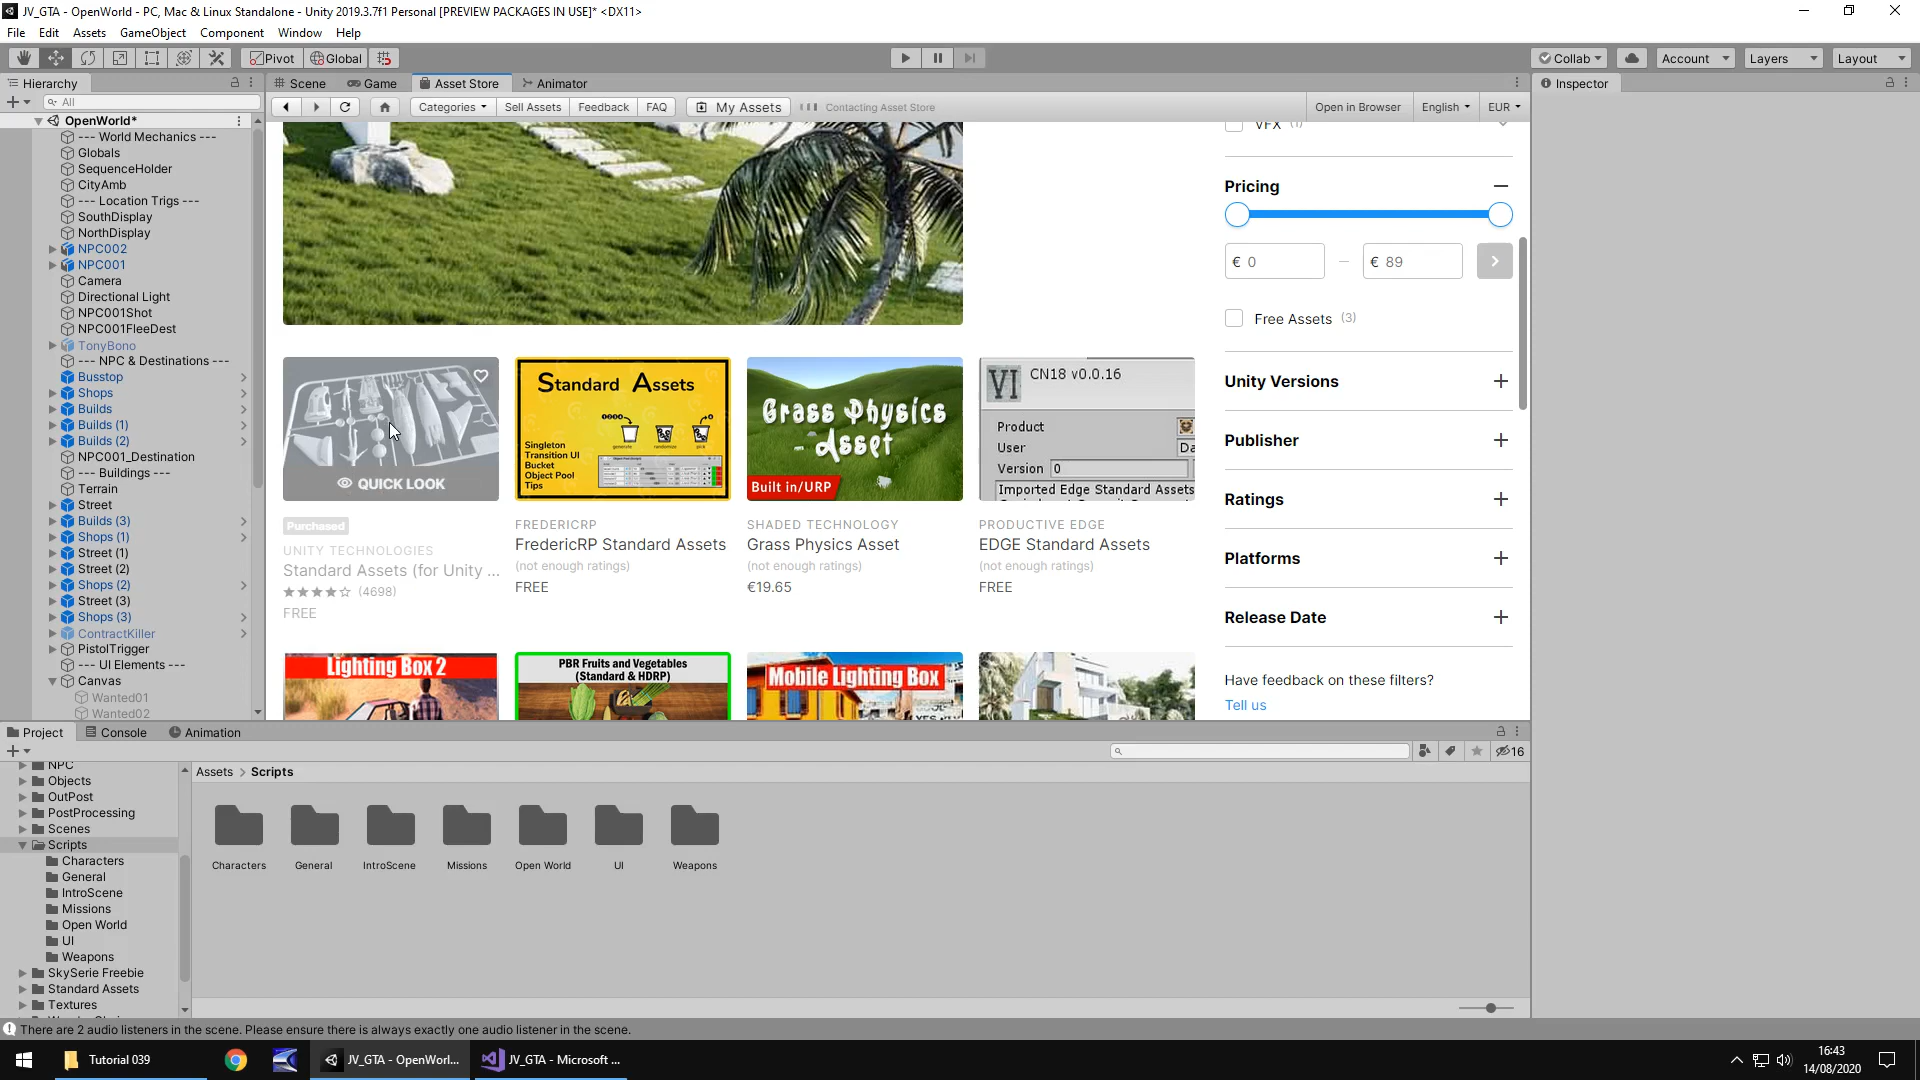 JV_GTA - OpenWorld - PC, Mac & Linux Standalone - Unity 2019.3.7f1 Personal [PREVIEW PACKAGES IN USE]* <DX11>
File Edit Assets GameObject Component Window Help
Pivot Global Collab Account Layers Layout
Hierarchy Scene Game Asset Store Animator Inspector
All Categories Sell Assets Feedback FAQ My Assets Contacting Asset Store Open in Browser English EUR
OpenWorld*
--- World Mechanics ---
Globals
SequenceHolder
CityAmb
--- Location Trigs ---
SouthDisplay
NorthDisplay
NPC002
NPC001
Camera
Directional Light
NPC001Shot
NPC001FleeDest
TonyBono
--- NPC & Destinations ---
Busstop
Shops
Builds
Builds (1)
Builds (2)
NPC001_Destination
--- Buildings ---
Terrain
Street
Builds (3)
Shops (1)
Street (1)
Street (2)
Shops (2)
Street (3)
Shops (3)
ContractKiller
PistolTrigger
--- UI Elements ---
Canvas
Wanted01
Wanted02
VFX (1)
Pricing
€ 0 – € 89
Free Assets (3)
Unity Versions
Publisher
Ratings
Platforms
Release Date
Have feedback on these filters?
Tell us
QUICK LOOK
Purchased
UNITY TECHNOLOGIES
Standard Assets (for Unity ...
(4698)
FREE
Standard Assets
Singleton
Transition UI
Bucket
Object Pool
Tips
FREDERICRP
FredericRP Standard Assets
(not enough ratings)
FREE
Grass Physics
- Asset
Built in/URP
SHADED TECHNOLOGY
Grass Physics Asset
(not enough ratings)
€19.65
VI CN18 v0.0.16
Product
User Da
Version 0
Imported Edge Standard Assets
PRODUCTIVE EDGE
EDGE Standard Assets
(not enough ratings)
FREE
Lighting Box 2
PBR Fruits and Vegetables
(Standard & HDRP)
Mobile Lighting Box
Project Console Animation
16
NPC
Objects
OutPost
PostProcessing
Scenes
Scripts
Characters
General
IntroScene
Missions
Open World
UI
Weapons
SkySerie Freebie
Standard Assets
Textures
Assets > Scripts
Characters General IntroScene Missions Open World UI Weapons
There are 2 audio listeners in the scene. Please ensure there is always exactly one audio listener in the scene.
Tutorial 039 JV_GTA - OpenWorl... JV_GTA - Microsoft ...
16:43
14/08/2020